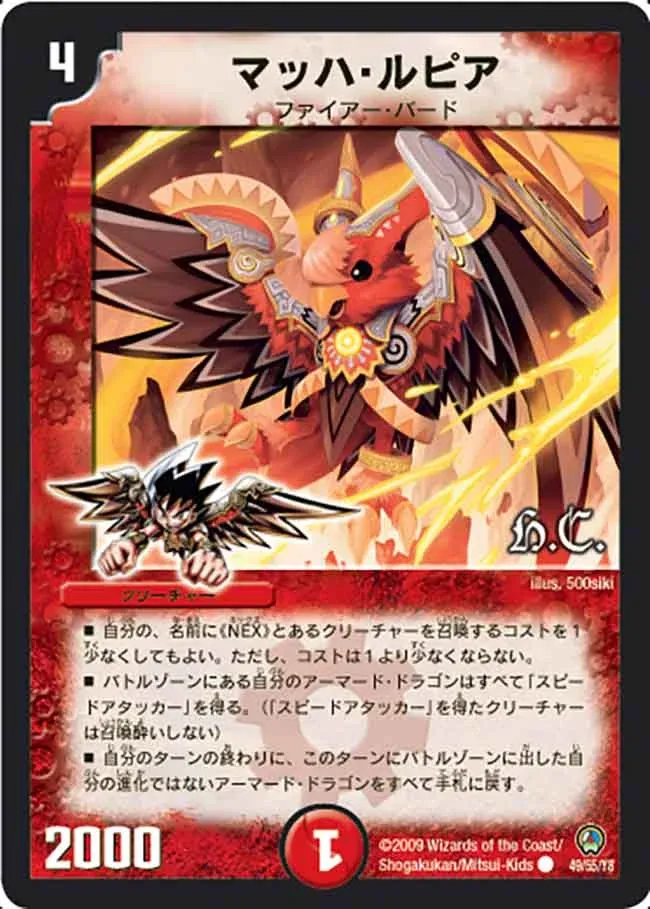 4
マッハ・ルピア
ファイアー・バード
H.C.
illus. 500siki
クリーチャー
■ 自分の、名前に《NEX》とあるクリーチャーを召喚するコストを1
少なくしてもよい。ただし、コストは1より少なくならない。
■ バトルゾーンにある自分のアーマード・ドラゴンはすべて「スピー
ドアタッカー」を得る。(「スピードアタッカー」を得たクリーチャー
は召喚酔いしない)
■ 自分のターンの終わりに、このターンにバトルゾーンに出した自
分の進化ではないアーマード・ドラゴンをすべて手札に戻す。
2000
1
©2009 Wizards of the Coast/
Shogakukan/Mitsui-Kids
49/55/Y8